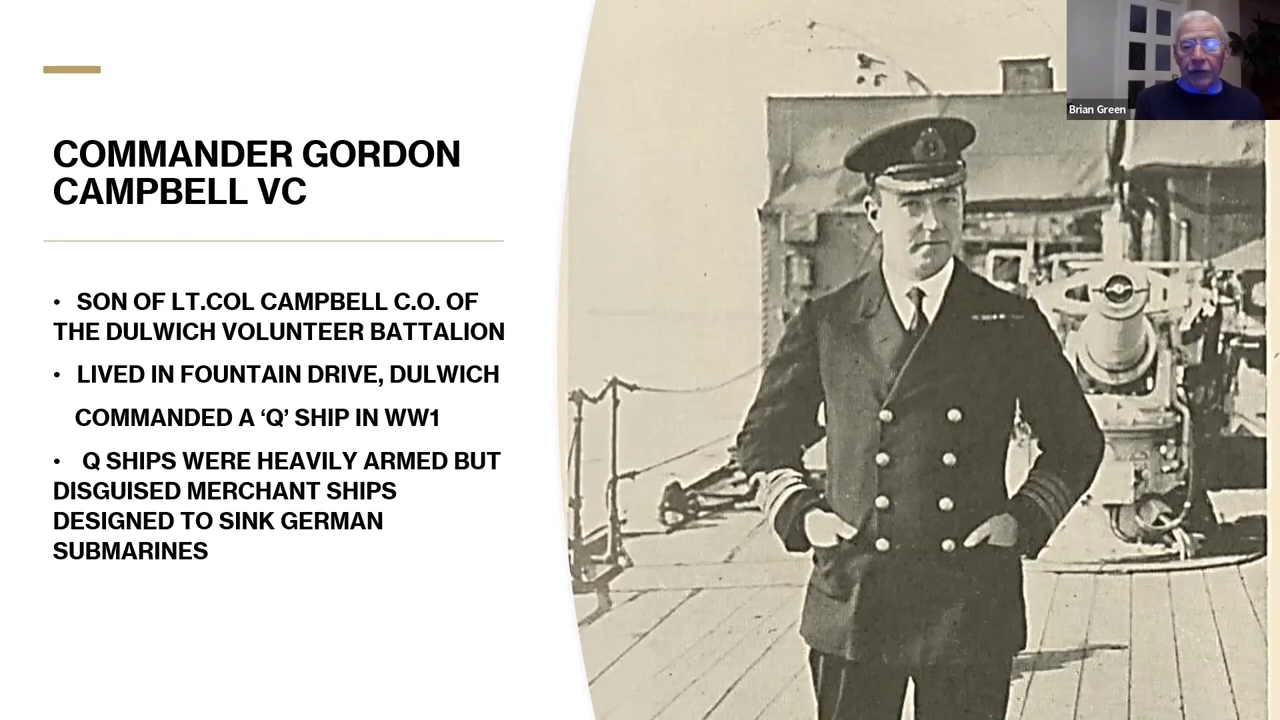 COMMANDER GORDON
CAMPBELL VC
• SON OF LT.COL CAMPBELL C.O. OF
THE DULWICH VOLUNTEER BATTALION
• LIVED IN FOUNTAIN DRIVE, DULWICH
COMMANDED A ‘Q’ SHIP IN WW1
• Q SHIPS WERE HEAVILY ARMED BUT
DISGUISED MERCHANT SHIPS
DESIGNED TO SINK GERMAN
SUBMARINES
Brian Green